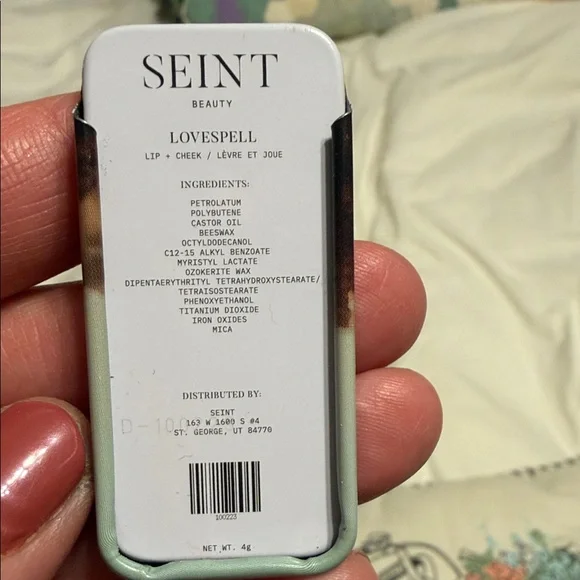 SEINT
BEAUTY
LOVESPELL
LIP + CHEEK / LÈVRE ET JOUE
INGREDIENTS:
PETROLATUM
POLYBUTENE
CASTOR OIL
BEESWAX
OCTYLDODECANOL
C12-15 ALKYL BENZOATE
MYRISTYL LACTATE
OZOKERITE WAX
DIPENTAERYTHRITYL TETRAHYDROXYSTEARATE/
TETRAISOSTEARATE
PHENOXYETHANOL
TITANIUM DIOXIDE
IRON OXIDES
MICA
DISTRIBUTED BY:
SEINT
163 W 1600 S #4
ST. GEORGE, UT 84770
100223
NET WT. 4g